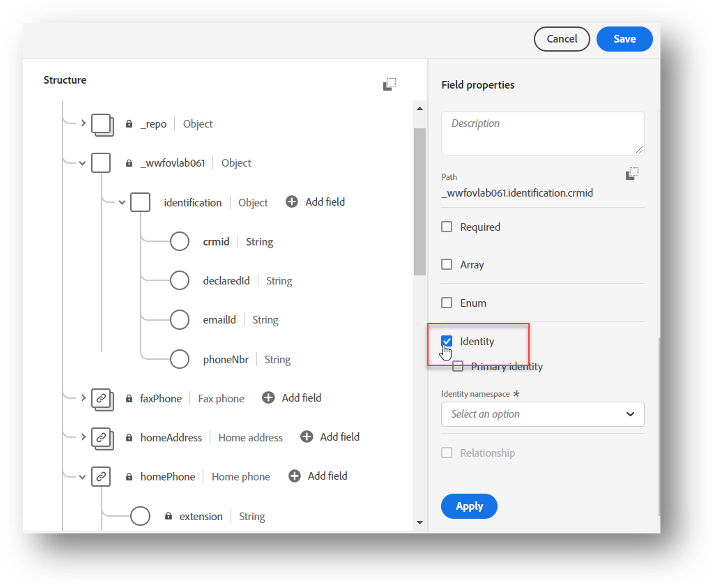 Cancel
Save
Structure
_repo Object
_wwfovlab061 Object
identification Object Add field
crmid String
declaredId String
emailId String
phoneNbr String
faxPhone Fax phone Add field
homeAddress Home address Add field
homePhone Home phone Add field
extension String
Field properties
Description
Path
_wwfovlab061.identification.crmid
Required
Array
Enum
Identity
Primary identity
Identity namespace *
Select an option
Relationship
Apply